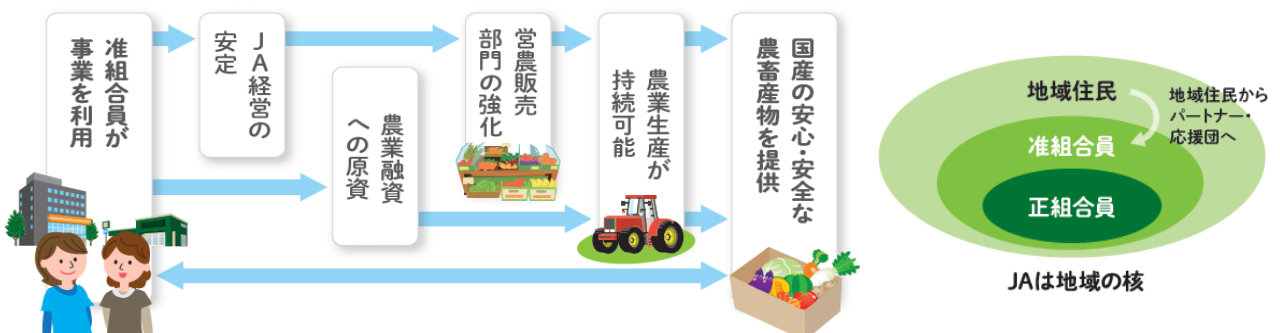 准組合員が
事業を利用
JA経営の
安定
農業融資
への原資
営農販売
部門の強化
農業生産が
持続可能
国産の安心・安全な
農畜産物を提供
地域住民
地域住民から
パートナー・
応援団へ
准組合員
正組合員
JAは地域の核